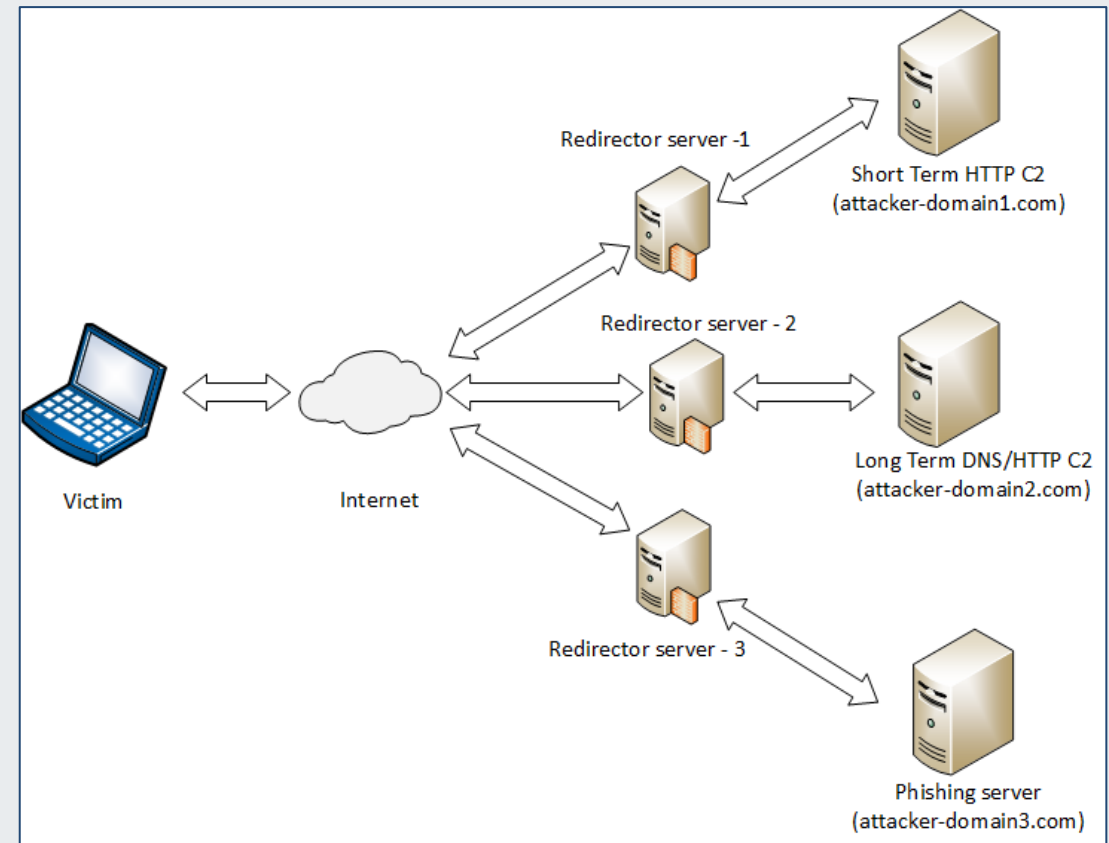 Redirector server -1
Short Term HTTP C2
(attacker-domain1.com)
Redirector server - 2
Victim
Internet
Long Term DNS/HTTP C2
(attacker-domain2.com)
Redirector server - 3
Phishing server
(attacker-domain3.com)